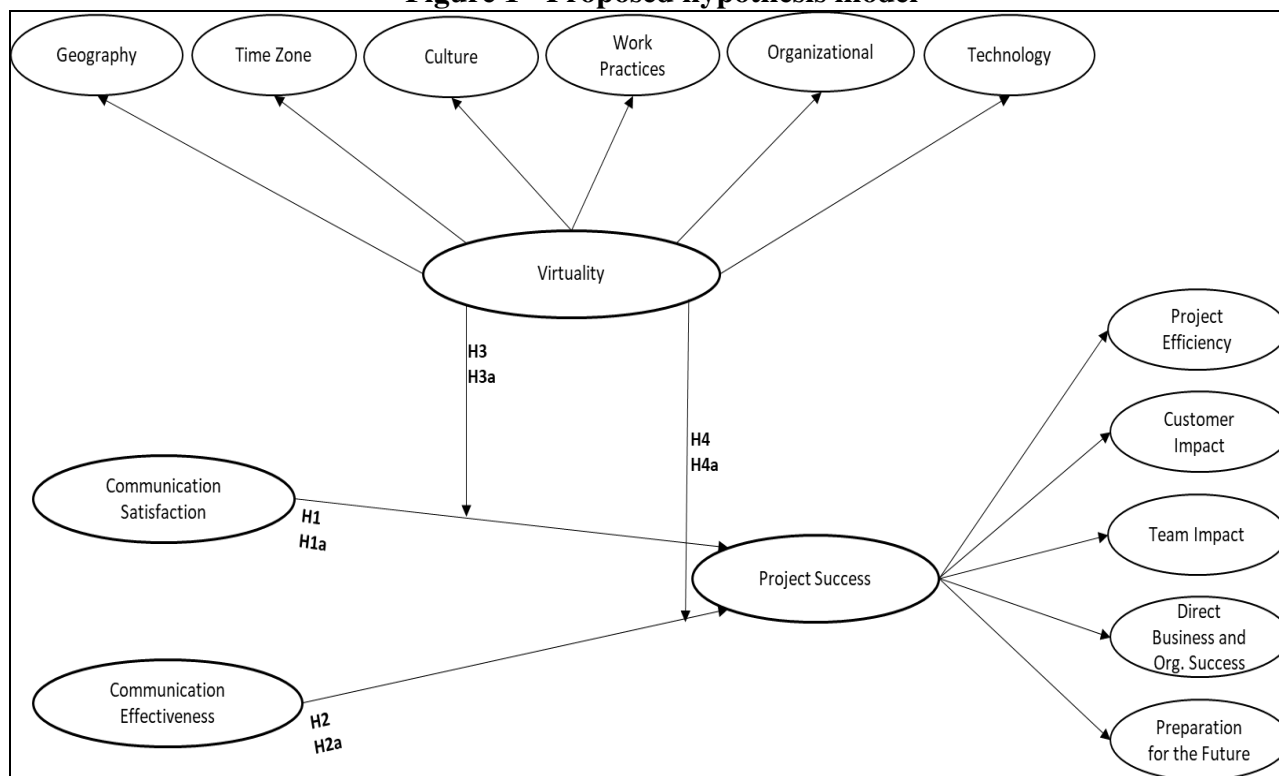 Figure 1 - Proposed hypothesis model
Geography
Time Zone
Culture
Work
Practices
Organizational
Technology
Virtuality
H3
H3a
H4
H4a
Communication
Satisfaction
H1
H1a
Communication
Effectiveness
H2
H2a
Project Success
Project
Efficiency
Customer
Impact
Team Impact
Direct
Business and
Org. Success
Preparation
for the Future